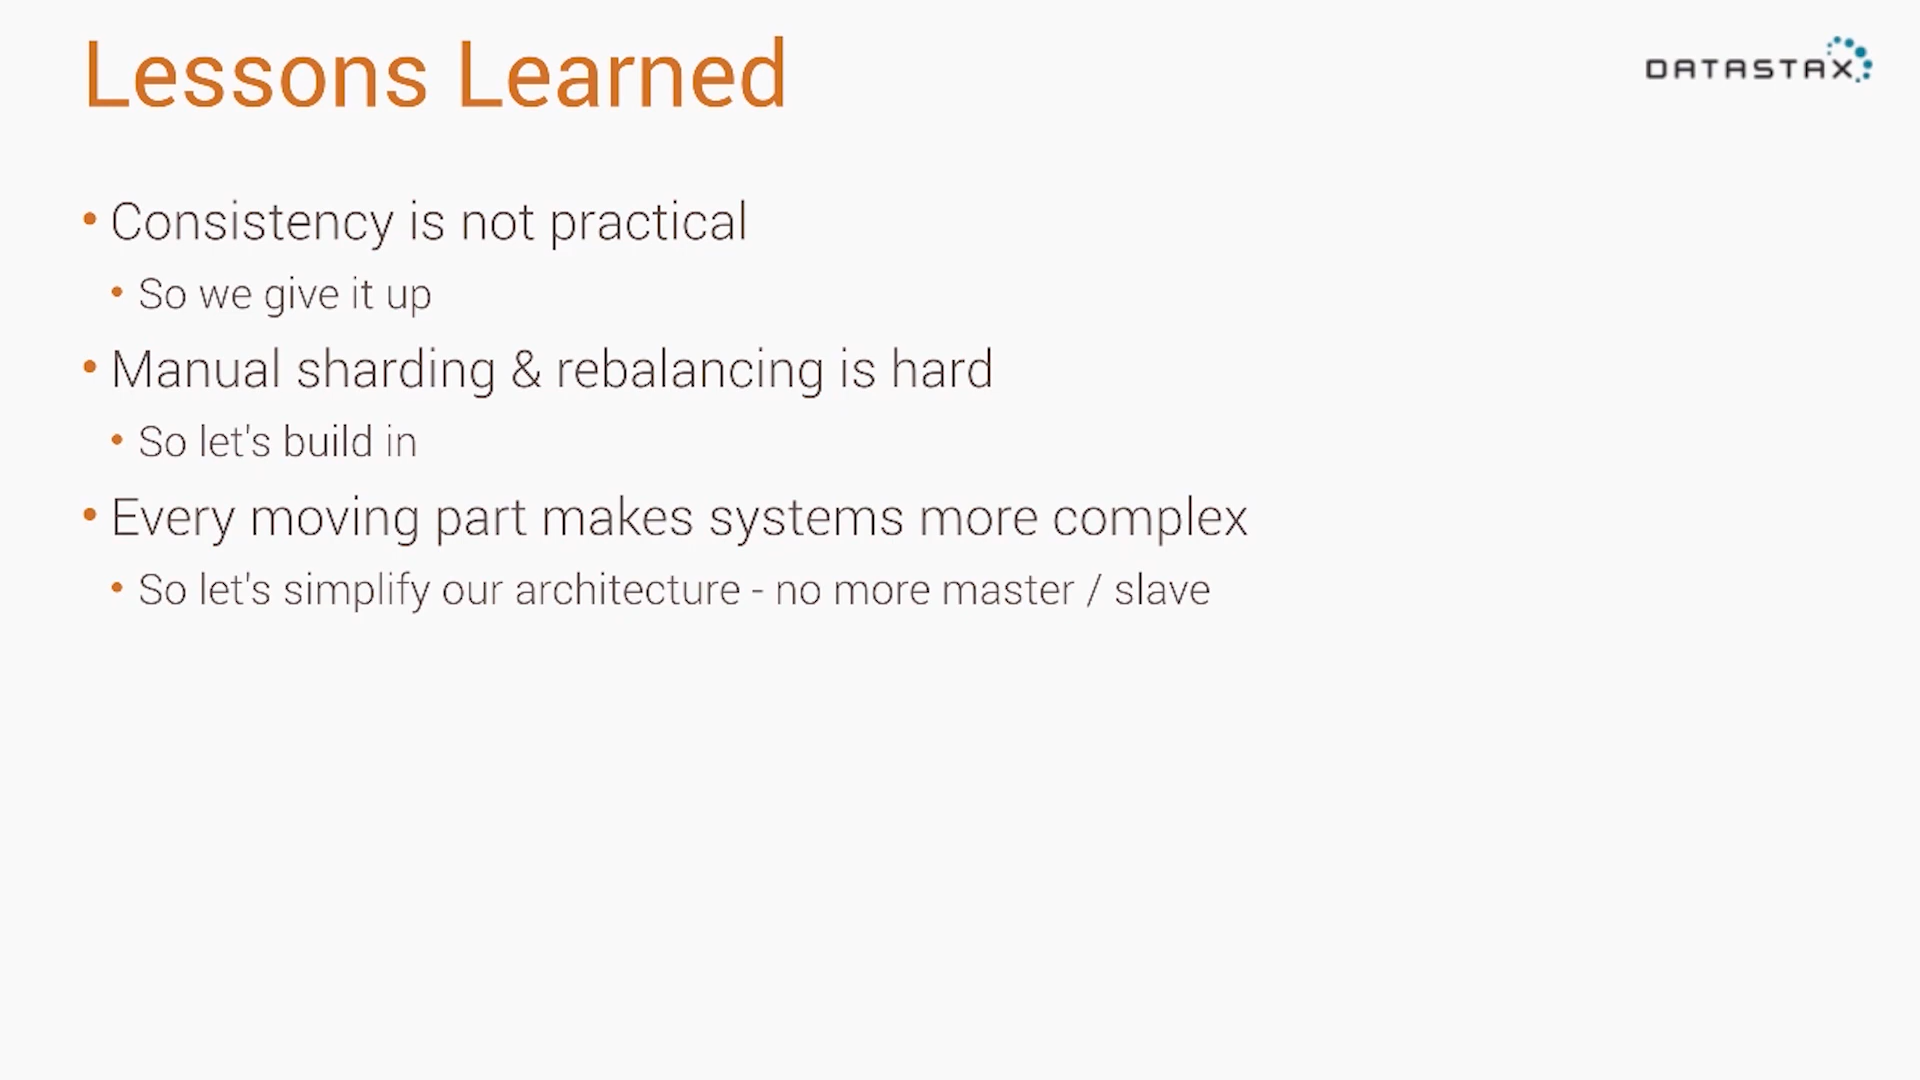 Lessons Learned
DATASTAX
• Consistency is not practical
• So we give it up
• Manual sharding & rebalancing is hard
• So let's build in
• Every moving part makes systems more complex
• So let's simplify our architecture - no more master / slave